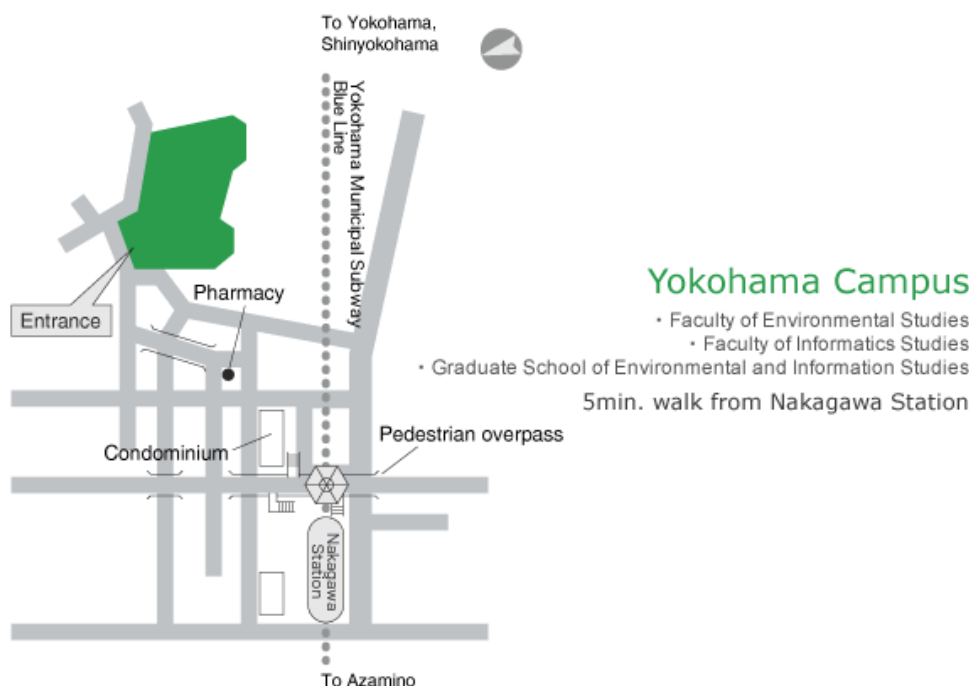 To Yokohama,
Shinyokohama
Yokohama Municipal Subway
Blue Line
Pharmacy
Entrance
Yokohama Campus
・Faculty of Environmental Studies
・Faculty of Informatics Studies
・Graduate School of Environmental and Information Studies
5min. walk from Nakagawa Station
Condominium
Pedestrian overpass
Nakagawa
Station
To Azamino